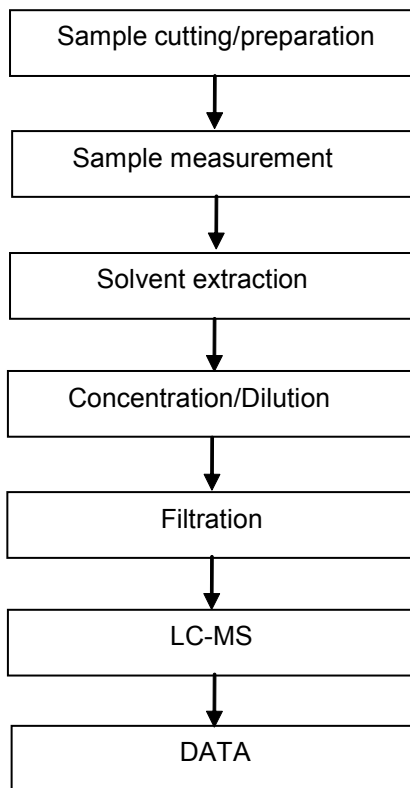 Sample cutting/preparation
Sample measurement
Solvent extraction
Concentration/Dilution
Filtration
LC-MS
DATA